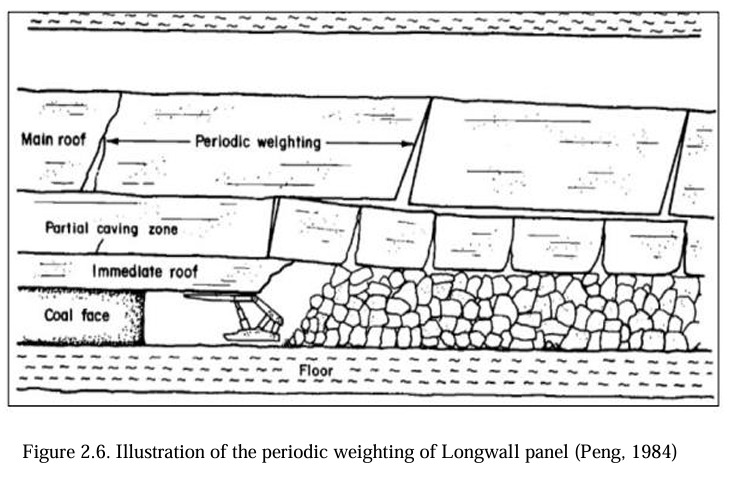 Main roof
Periodic weighting
Partial caving zone
Immediate roof
Coal face
Floor
Figure 2.6. Illustration of the periodic weighting of Longwall panel (Peng, 1984)